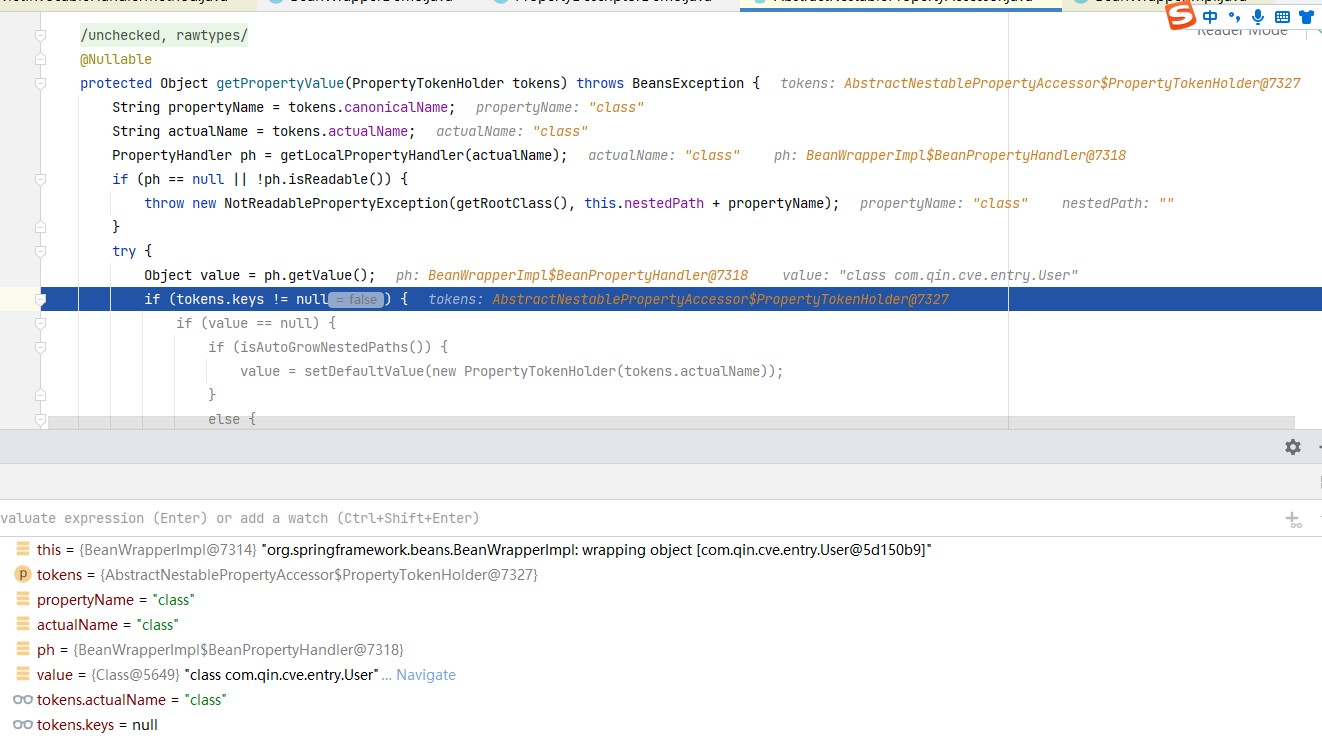 /unchecked, rawtypes/
Reader Mode
@Nullable
protected Object getPropertyValue(PropertyTokenHolder tokens) throws BeansException {   tokens: AbstractNestablePropertyAccessor$PropertyTokenHolder@7327
String propertyName = tokens.canonicalName;   propertyName: "class"
String actualName = tokens.actualName;   actualName: "class"
PropertyHandler ph = getLocalPropertyHandler(actualName);   actualName: "class"   ph: BeanWrapperImpl$BeanPropertyHandler@7318
if (ph == null || !ph.isReadable()) {
throw new NotReadablePropertyException(getRootClass(), this.nestedPath + propertyName);   propertyName: "class"   nestedPath: ""
}
try {
Object value = ph.getValue();   ph: BeanWrapperImpl$BeanPropertyHandler@7318   value: "class com.qin.cve.entry.User"
if (tokens.keys != null = false ) {   tokens: AbstractNestablePropertyAccessor$PropertyTokenHolder@7327
if (value == null) {
if (isAutoGrowNestedPaths()) {
value = setDefaultValue(new PropertyTokenHolder(tokens.actualName));
}
else {
valuate expression (Enter) or add a watch (Ctrl+Shift+Enter)
this = {BeanWrapperImpl@7314} "org.springframework.beans.BeanWrapperImpl: wrapping object [com.qin.cve.entry.User@5d150b9]"
p tokens = {AbstractNestablePropertyAccessor$PropertyTokenHolder@7327}
propertyName = "class"
actualName = "class"
ph = {BeanWrapperImpl$BeanPropertyHandler@7318}
value = {Class@5649} "class com.qin.cve.entry.User" ... Navigate
tokens.actualName = "class"
tokens.keys = null
S 中